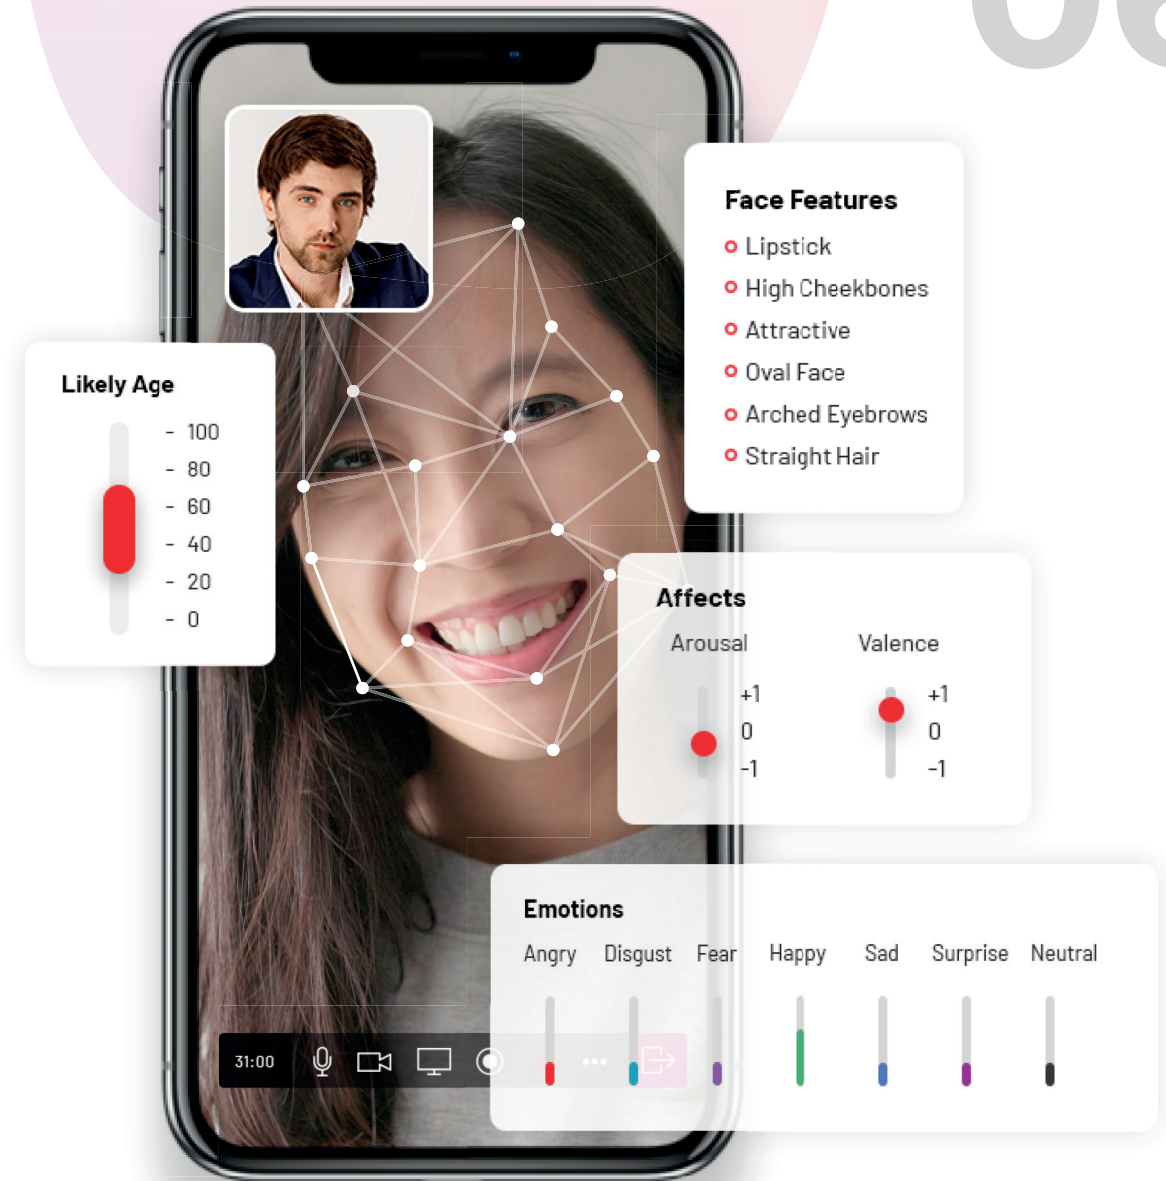 Face Features
Lipstick
High Cheekbones
Attractive
Oval Face
Arched Eyebrows
Straight Hair
Likely Age
- 100
- 80
- 60
- 40
- 20
- 0
Affects
Arousal
+1
0
-1
Valence
+1
0
-1
Emotions
Angry Disgust Fear Happy Sad Surprise Neutral
31:00